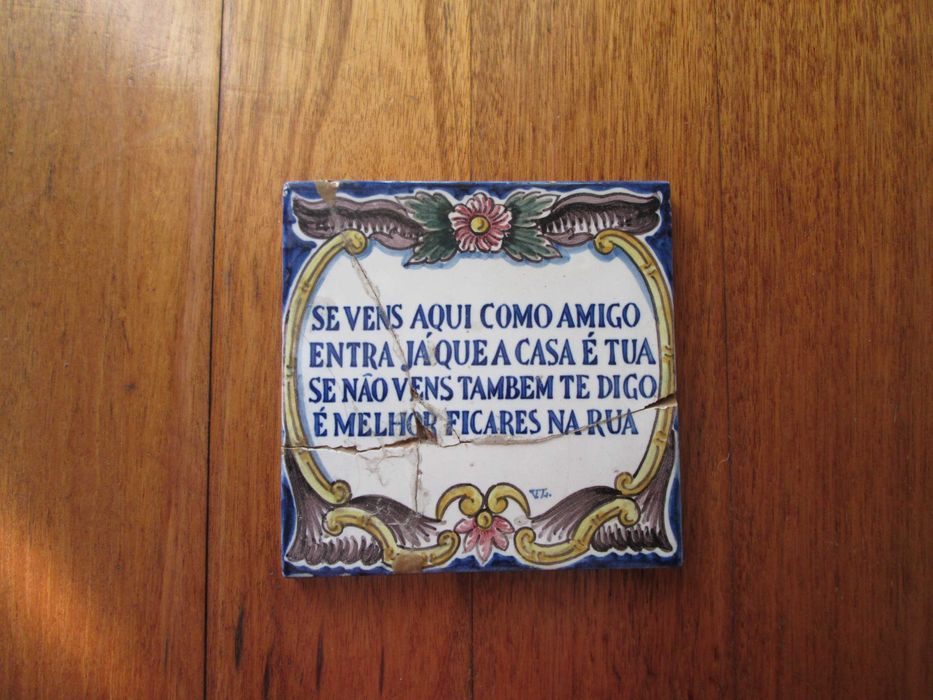 SE VENS AQUI COMO AMIGO
ENTRA JÁ QUE A CASA É TUA
SE NÃO VENS TAMBEM TE DIGO
É MELHOR FICARES NA RUA